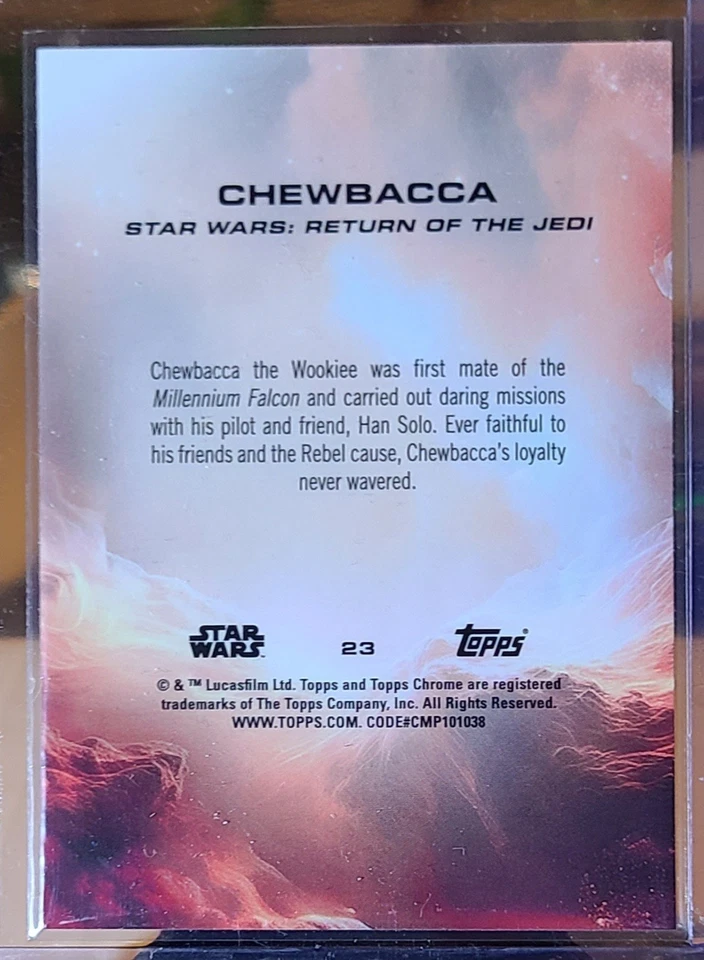 CHEWBACCA
STAR WARS: RETURN OF THE JEDI
Chewbacca the Wookiee was first mate of the
Millennium Falcon and carried out daring missions
with his pilot and friend, Han Solo. Ever faithful to
his friends and the Rebel cause, Chewbacca's loyalty
never wavered.
STAR WARS™ 23 Topps®
© & ™ Lucasfilm Ltd. Topps and Topps Chrome are registered
trademarks of The Topps Company, Inc. All Rights Reserved.
WWW.TOPPS.COM. CODE#CMP101038